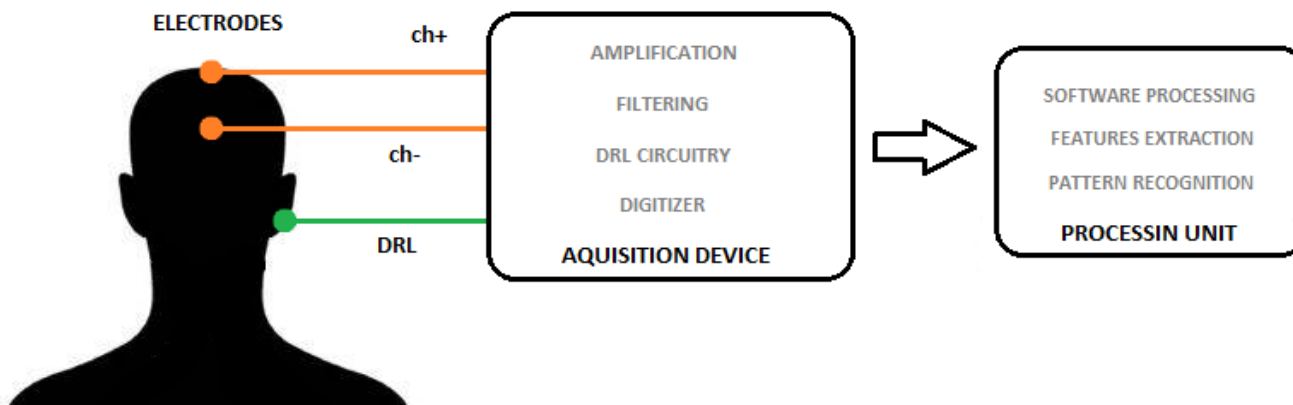 ELECTRODES
ch+
ch-
DRL
AMPLIFICATION
FILTERING
DRL CIRCUITRY
DIGITIZER
AQUISITION DEVICE
SOFTWARE PROCESSING
FEATURES EXTRACTION
PATTERN RECOGNITION
PROCESSIN UNIT